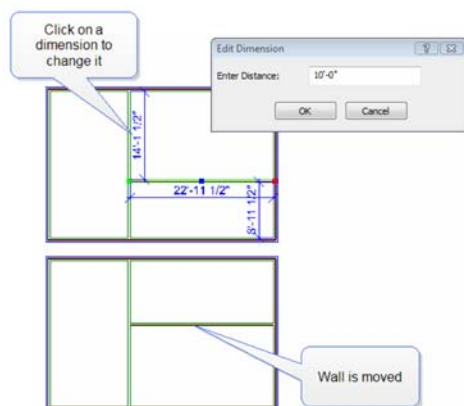 Click on a
dimension to
change it
Edit Dimension
Enter Distance:
10'-0"
OK
Cancel
14'-1 1/2"
22'-11 1/2"
8'-11 1/2"
Wall is moved